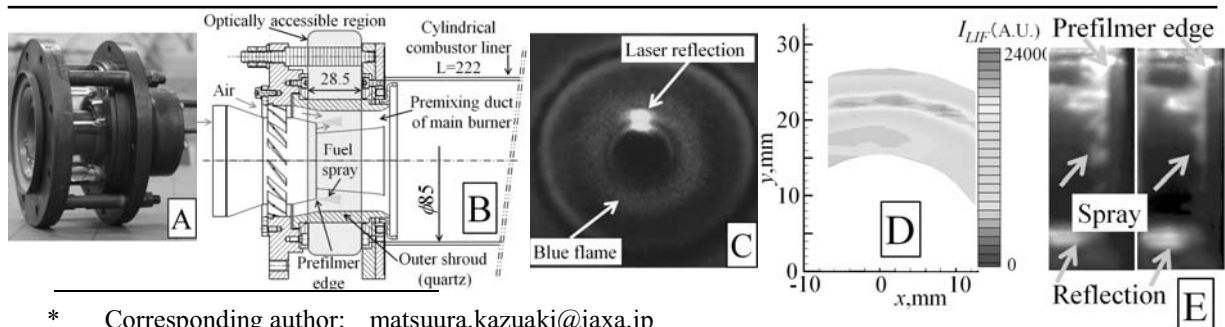 A
Optically accessible region
Cylindrical
combustor liner
L=222
28.5
Air
Premixing duct
of main burner
Fuel
spray
B
ϕ85
Outer shroud
(quartz)
Prefilmer
edge
Laser reflection
Blue flame
C
30
20
10
0
y,mm
-10
0
10
x,mm
D
I_LIF(A.U.)
24000
0
Prefilmer edge
Spray
Reflection
E
* Corresponding author: matsuura.kazuaki@jaxa.jp